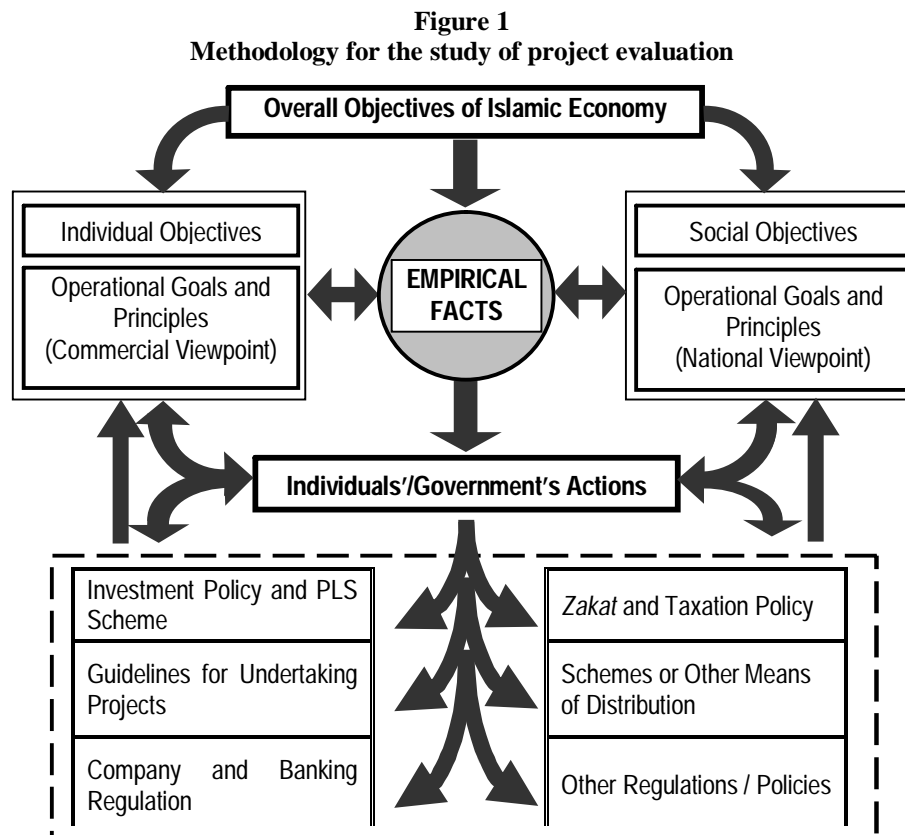 Figure 1
Methodology for the study of project evaluation
Overall Objectives of Islamic Economy
Individual Objectives
Operational Goals and
Principles
(Commercial Viewpoint)
EMPIRICAL
FACTS
Social Objectives
Operational Goals and
Principles
(National Viewpoint)
Individuals'/Government's Actions
Investment Policy and PLS
Scheme
Guidelines for Undertaking
Projects
Company and Banking
Regulation
Zakat and Taxation Policy
Schemes or Other Means
of Distribution
Other Regulations / Policies